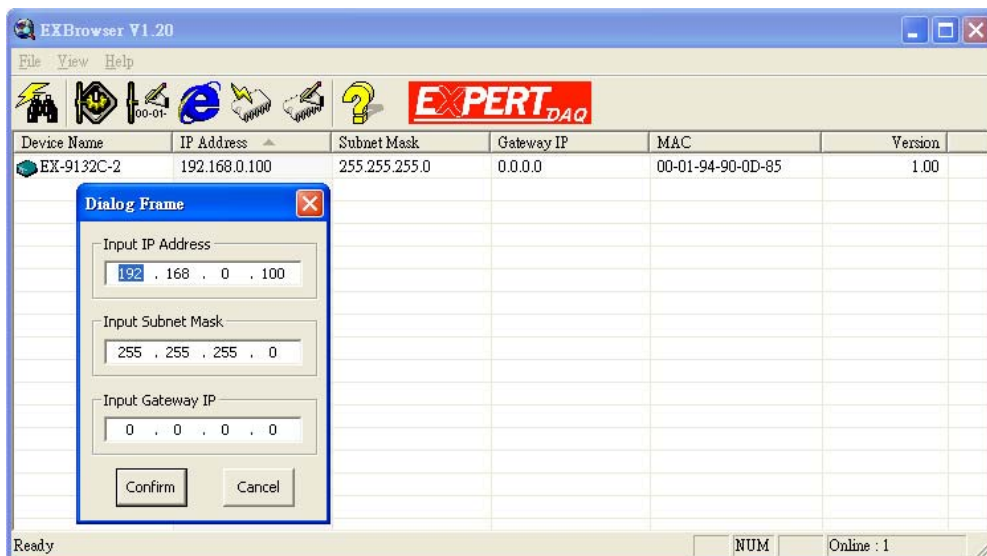 EXBrowser V1.20
File View Help
00-01-
EXPERT DAQ
Device Name IP Address Subnet Mask Gateway IP MAC Version
EX-9132C-2 192.168.0.100 255.255.255.0 0.0.0.0 00-01-94-90-0D-85 1.00
Dialog Frame
Input IP Address
192 . 168 . 0 . 100
Input Subnet Mask
255 . 255 . 255 . 0
Input Gateway IP
0 . 0 . 0 . 0
Confirm Cancel
Ready NUM Online : 1